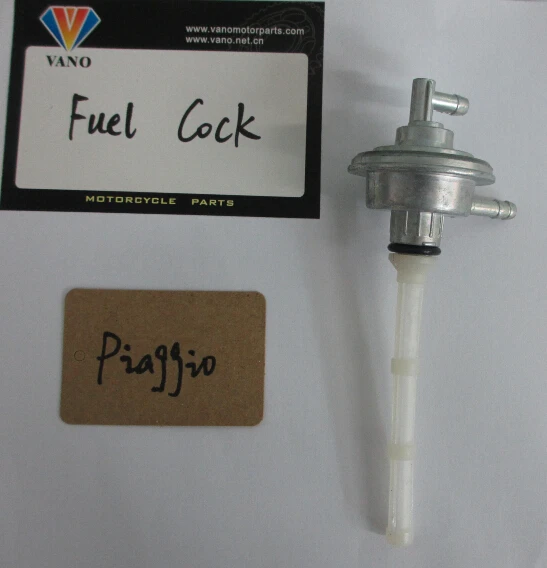 www.vanomotorparts.com
www.vano.net.cn
VANO
Fuel Cock
MOTORCYCLE PARTS
Piaggio